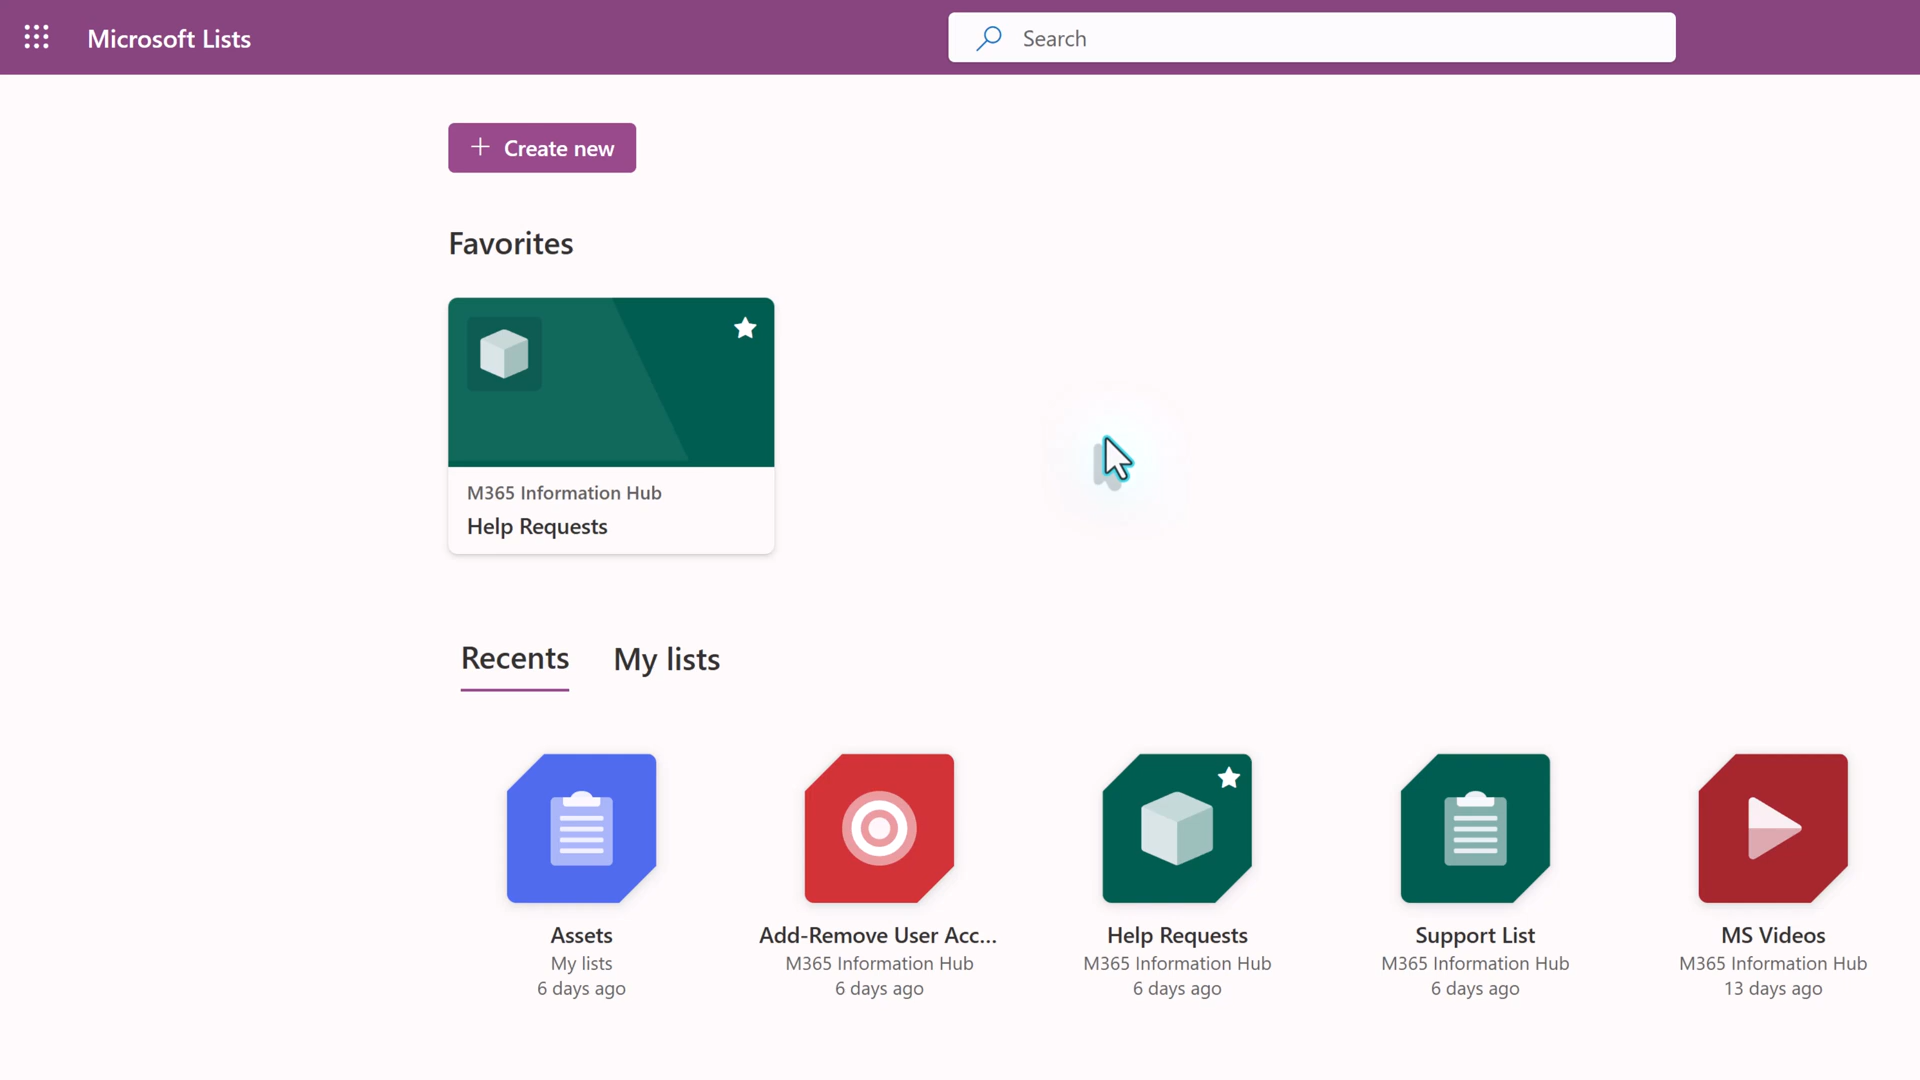 Microsoft Lists
Search
Create new
Favorites
M365 Information Hub
Help Requests
Recents
My lists
Assets
My lists
6 days ago
Add-Remove User Acc...
M365 Information Hub
6 days ago
Help Requests
M365 Information Hub
6 days ago
Support List
M365 Information Hub
6 days ago
MS Videos
M365 Information Hub
13 days ago